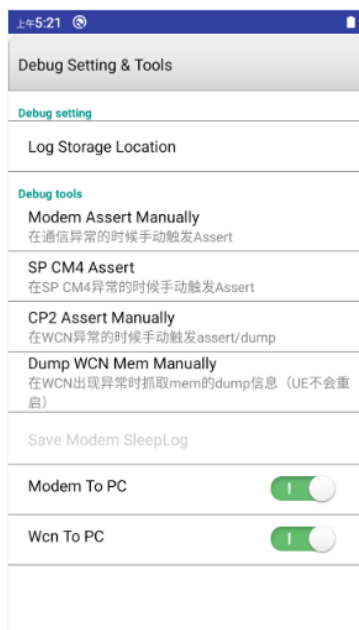 上午5:21
Debug Setting & Tools
Debug setting
Log Storage Location
Debug tools
Modem Assert Manually
在通信异常的时候手动触发Assert
SP CM4 Assert
在SP CM4异常的时候手动触发Assert
CP2 Assert Manually
在WCN异常的时候手动触发assert/dump
Dump WCN Mem Manually
在WCN出现异常时抓取mem的dump信息（UE不会重
启）
Save Modem SleepLog
Modem To PC
Wcn To PC